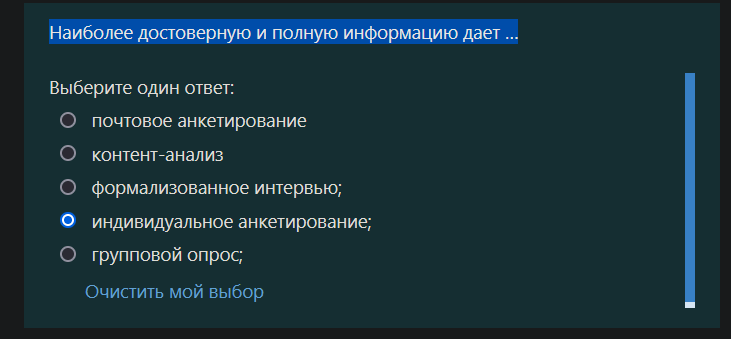 Наиболее достоверную и полную информацию дает ...
Выберите один ответ:
почтовое анкетирование
контент-анализ
формализованное интервью;
индивидуальное анкетирование;
групповой опрос;
Очистить мой выбор